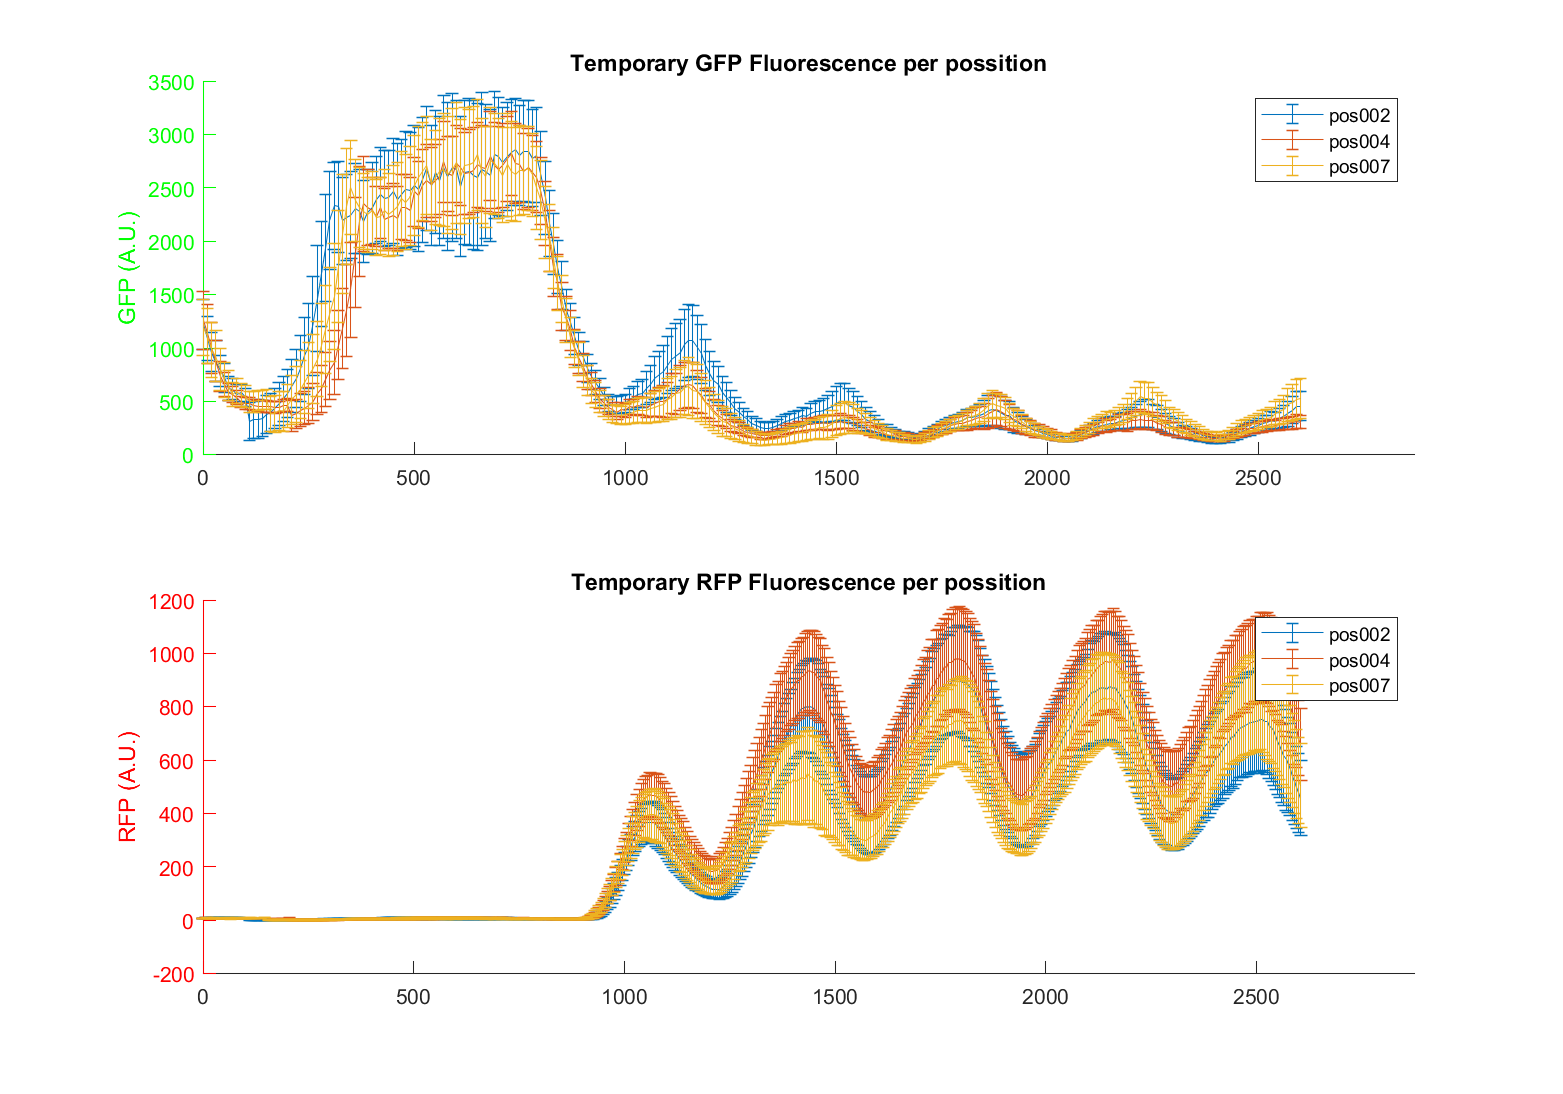 Temporary GFP Fluorescence per possition
GFP (A.U.)
3500
3000
2500
2000
1500
1000
500
0
0 500 1000 1500 2000 2500
pos002
pos004
pos007
Temporary RFP Fluorescence per possition
RFP (A.U.)
1200
1000
800
600
400
200
0
-200
0 500 1000 1500 2000 2500
pos002
pos004
pos007